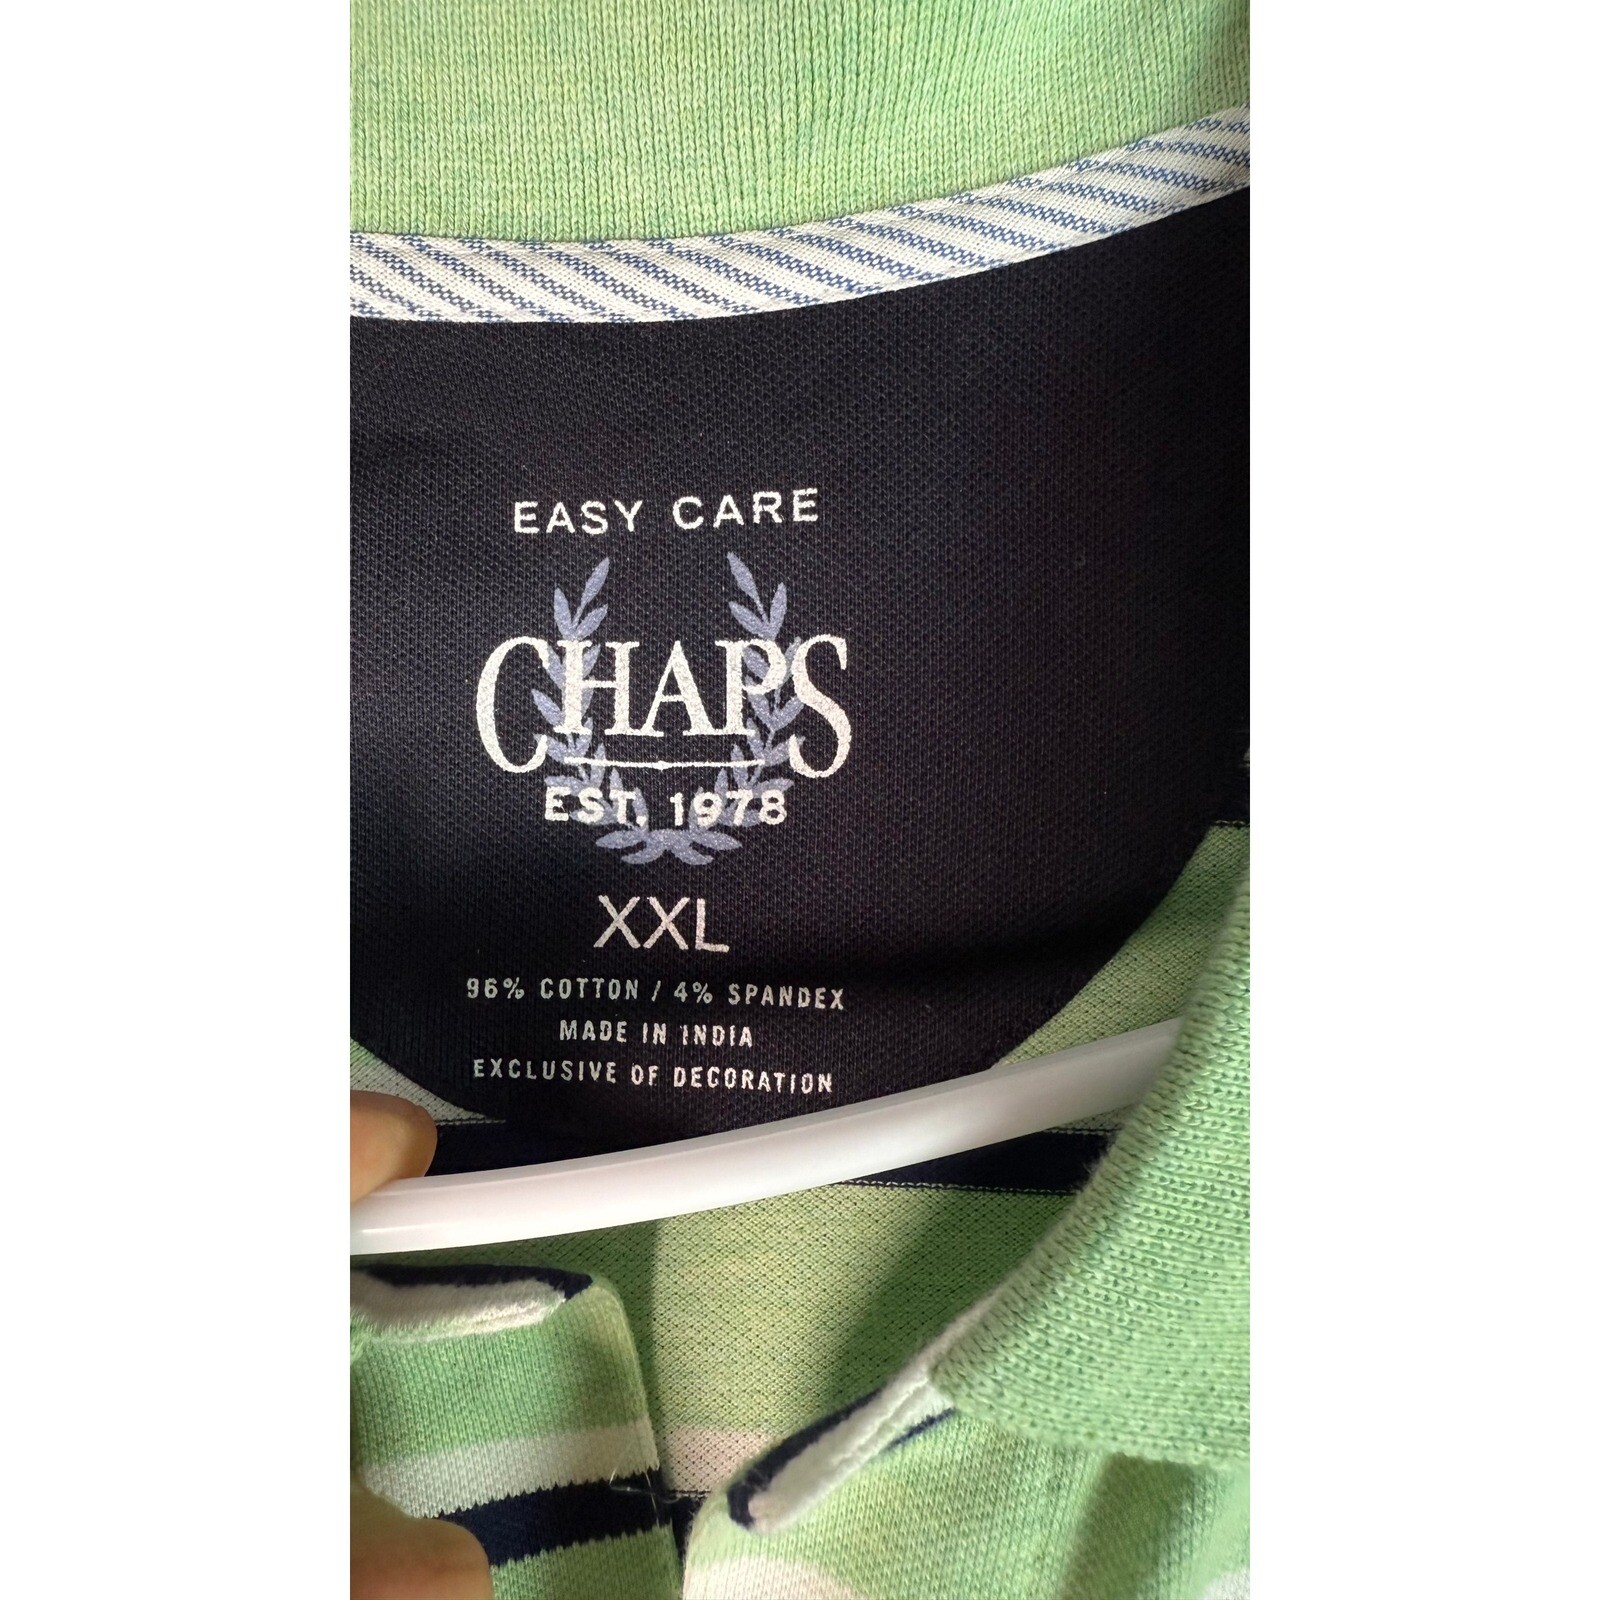 EASY CARE
CHAPS
EST. 1978
XXL
96% COTTON / 4% SPANDEX
MADE IN INDIA
EXCLUSIVE OF DECORATION